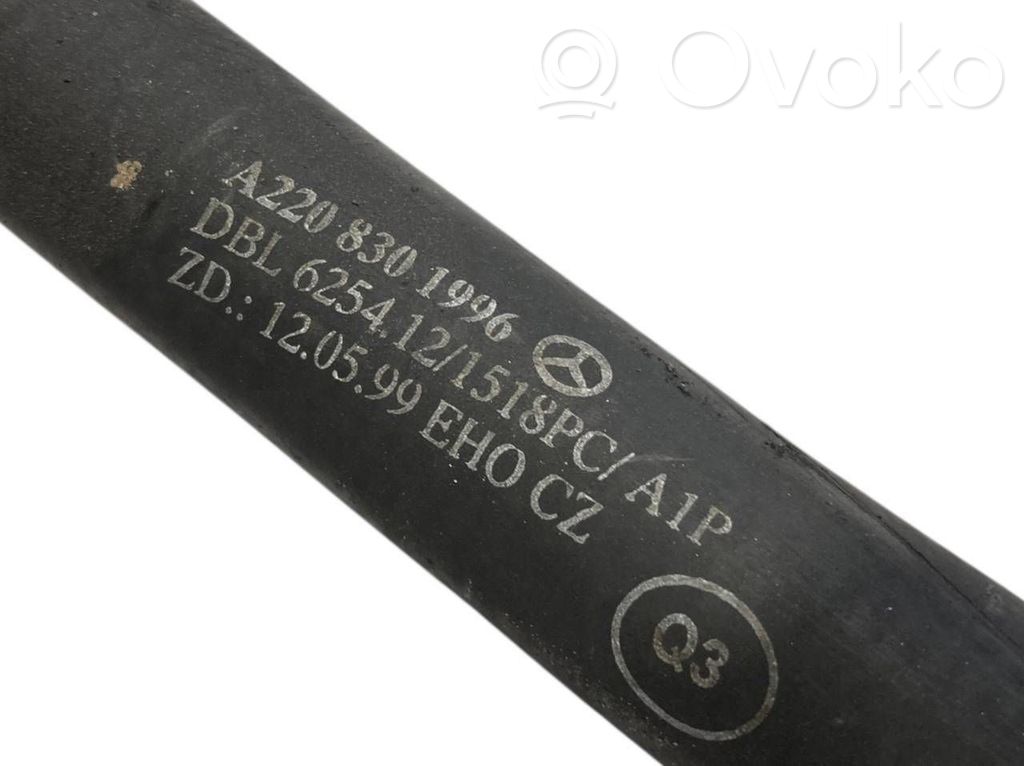 Ovoko
A220 830 1996
DBL 6254.12/1518PC/ A1P
ZD.: 12.05.99 EHO CZ
Q3